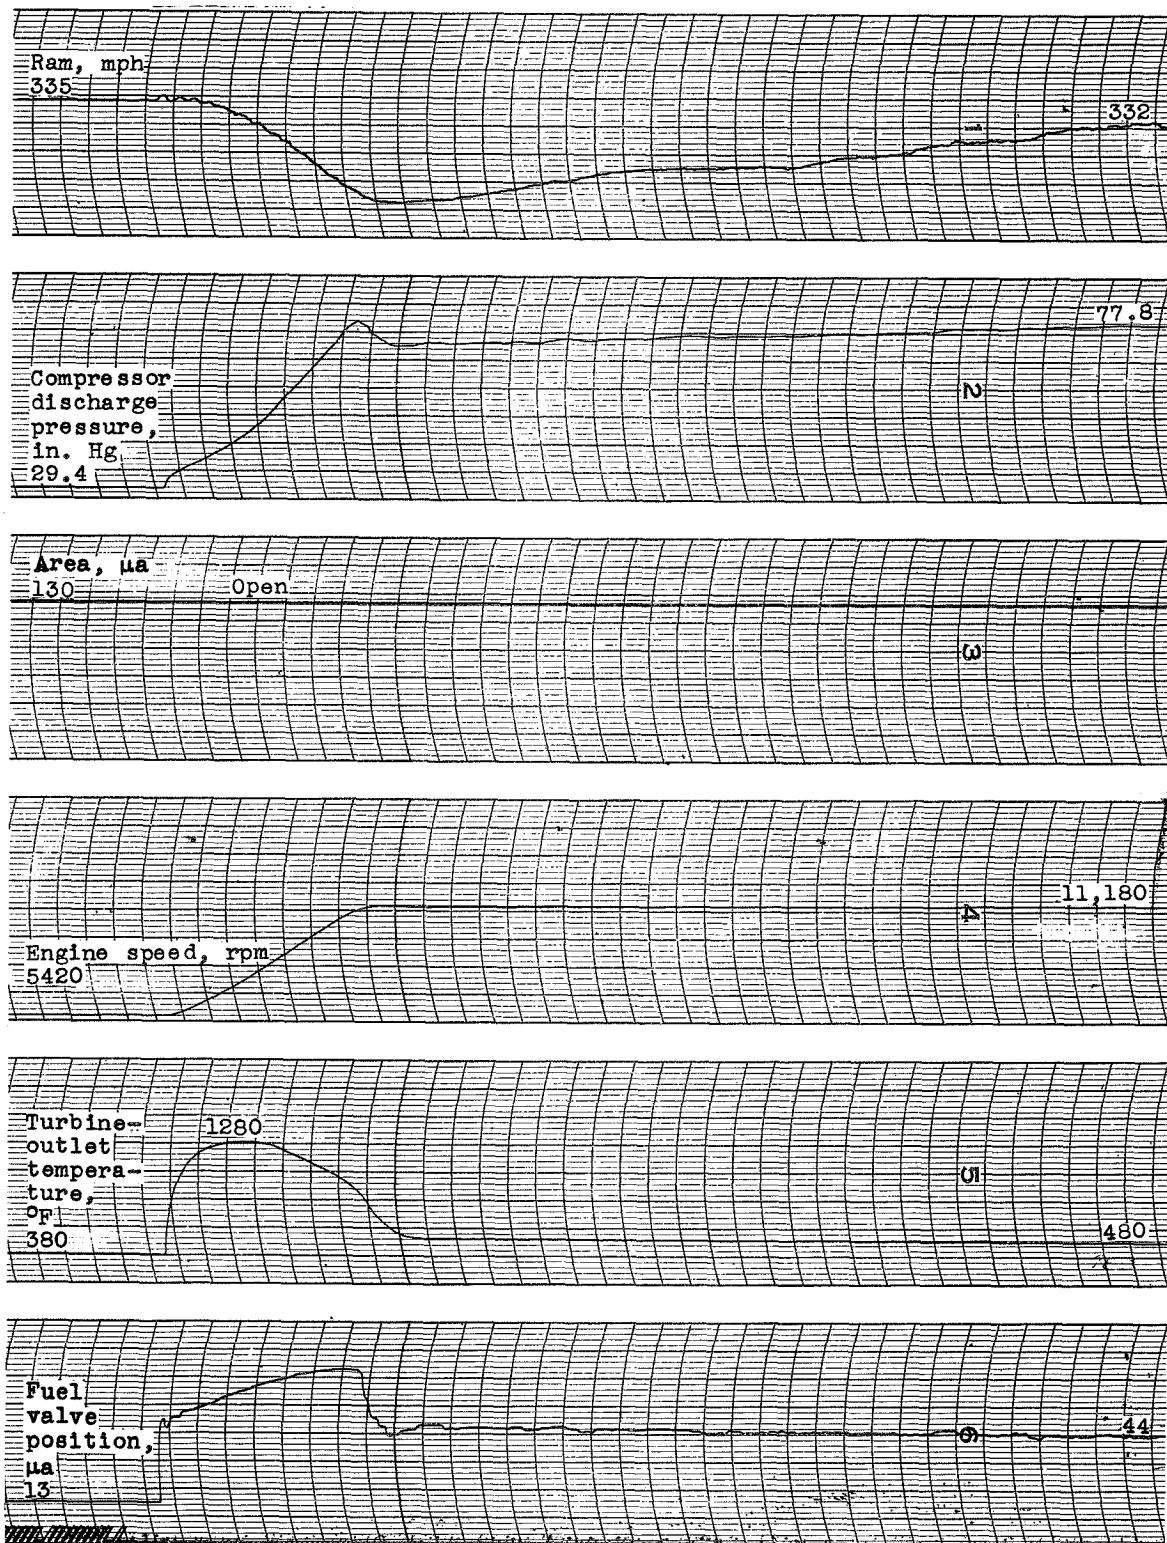 Ram, mph
335
332
77.8
Compressor
discharge
pressure,
in. Hg
29.4
2
Area, μa
130
Open
3
11,180
4
Engine speed, rpm
5420
Turbine-
outlet
tempera-
ture,
°F
380
1280
5
480
Fuel
valve
position,
μa
13
44
6